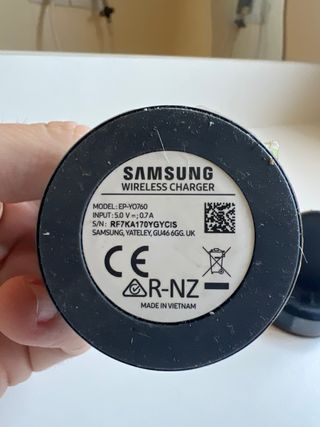 SAMSUNG
WIRELESS CHARGER
MODEL: EP-YO760
INPUT: 5.0 V⎓; 0.7A
S/N: RF7KA170YGYCIS
SAMSUNG, YATELEY, GU46 6GG, UK
CE
R-NZ
MADE IN VIETNAM